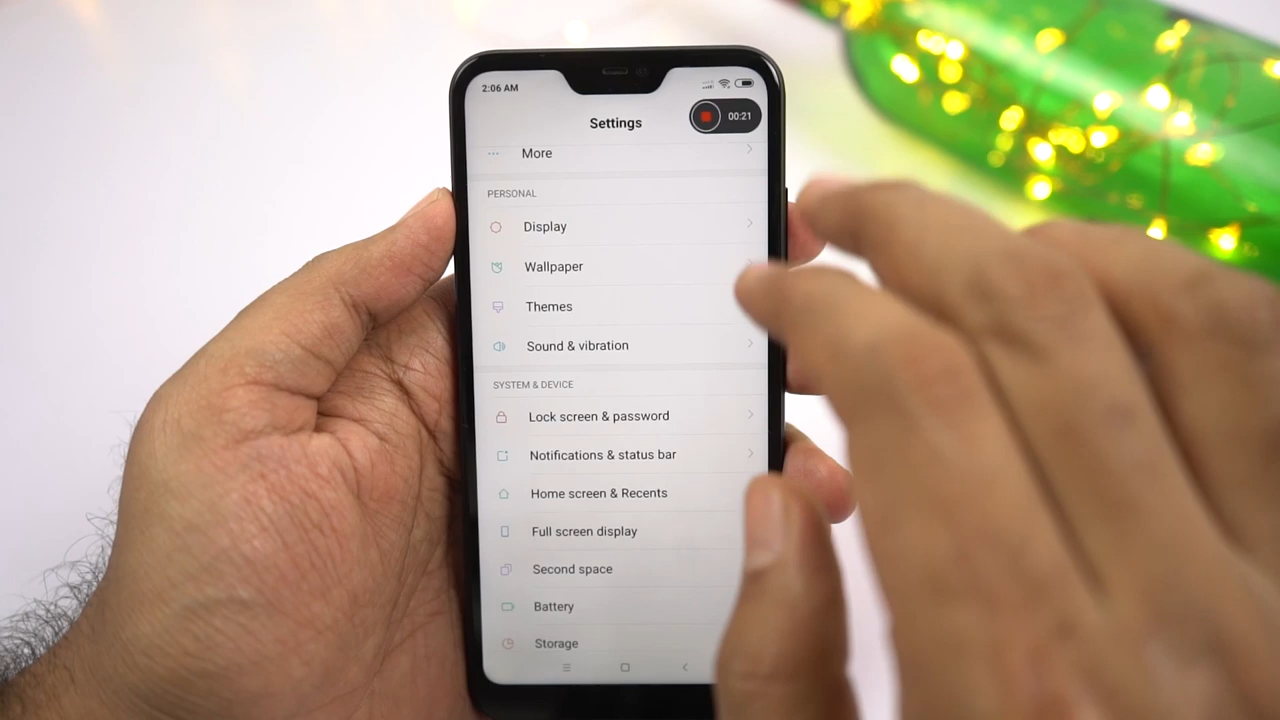 2:06 AM
Settings
00:21
More
PERSONAL
Display
Wallpaper
Themes
Sound & vibration
SYSTEM & DEVICE
Lock screen & password
Notifications & status bar
Home screen & Recents
Full screen display
Second space
Battery
Storage